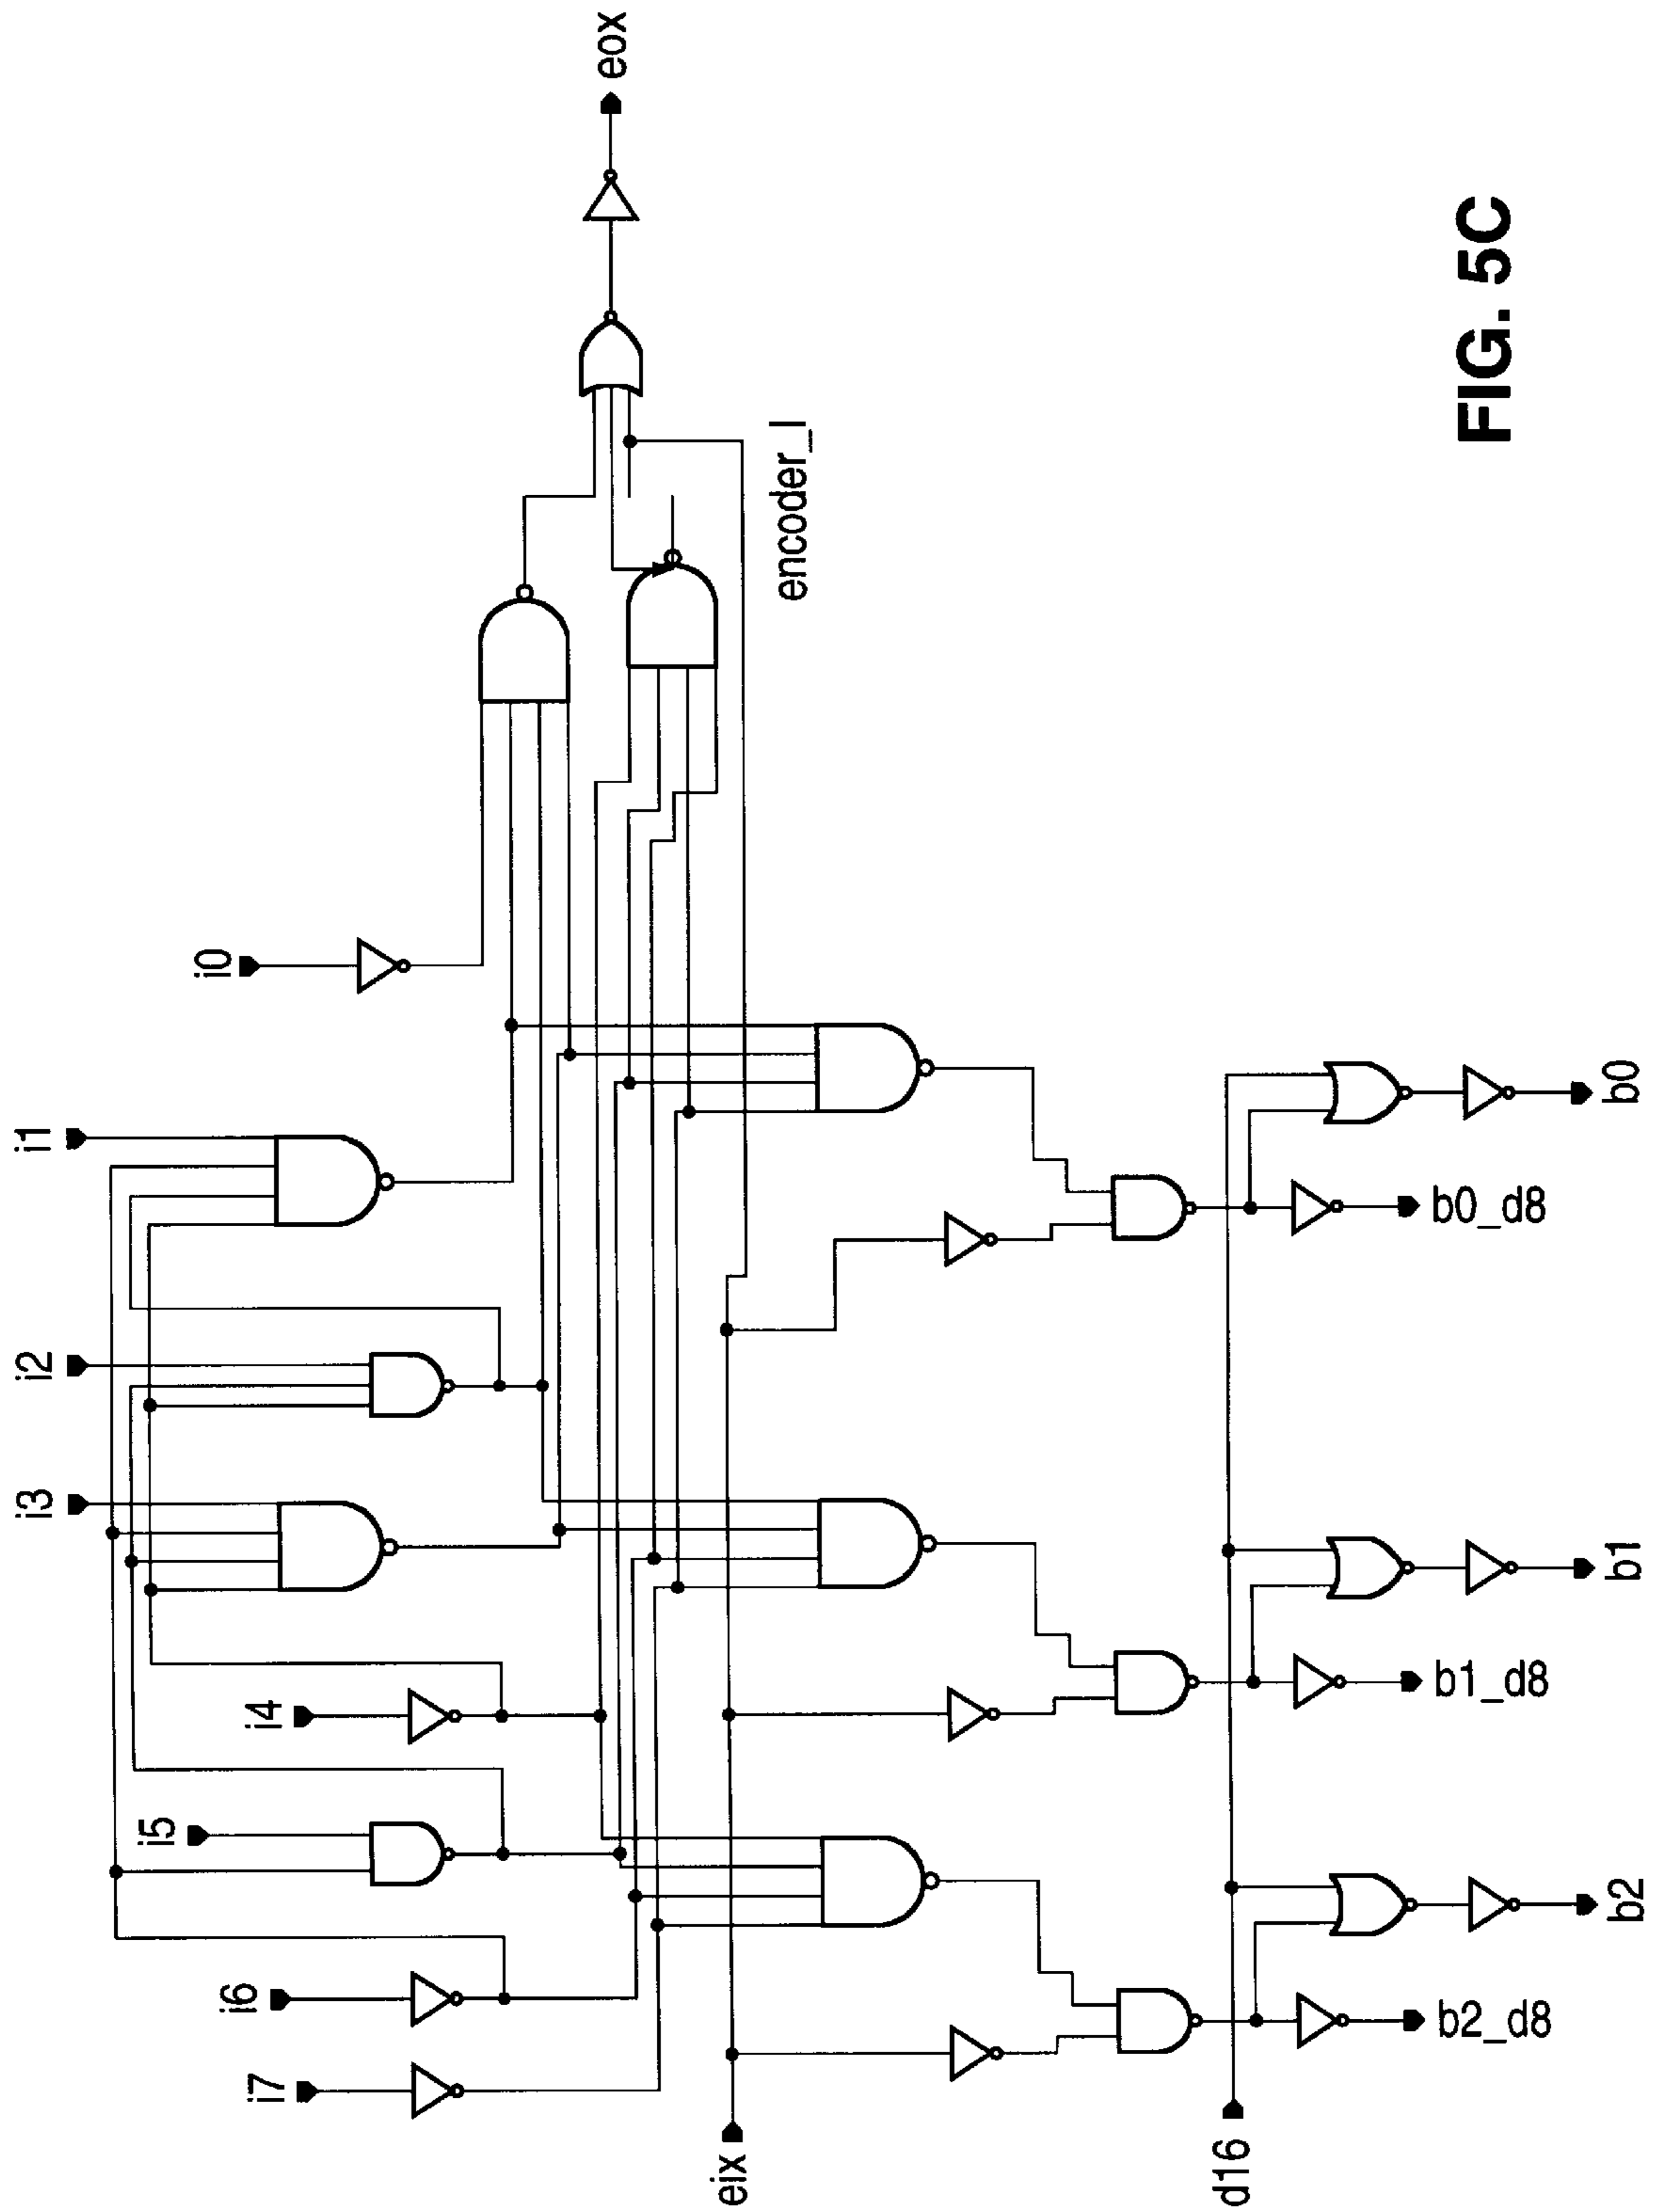 i7
i6
i5
i4
i3
i2
i1
i0
eix
d16
eox
encoder_l
b2_d8
b2
b1_d8
b1
b0_d8
b0
FIG. 5C